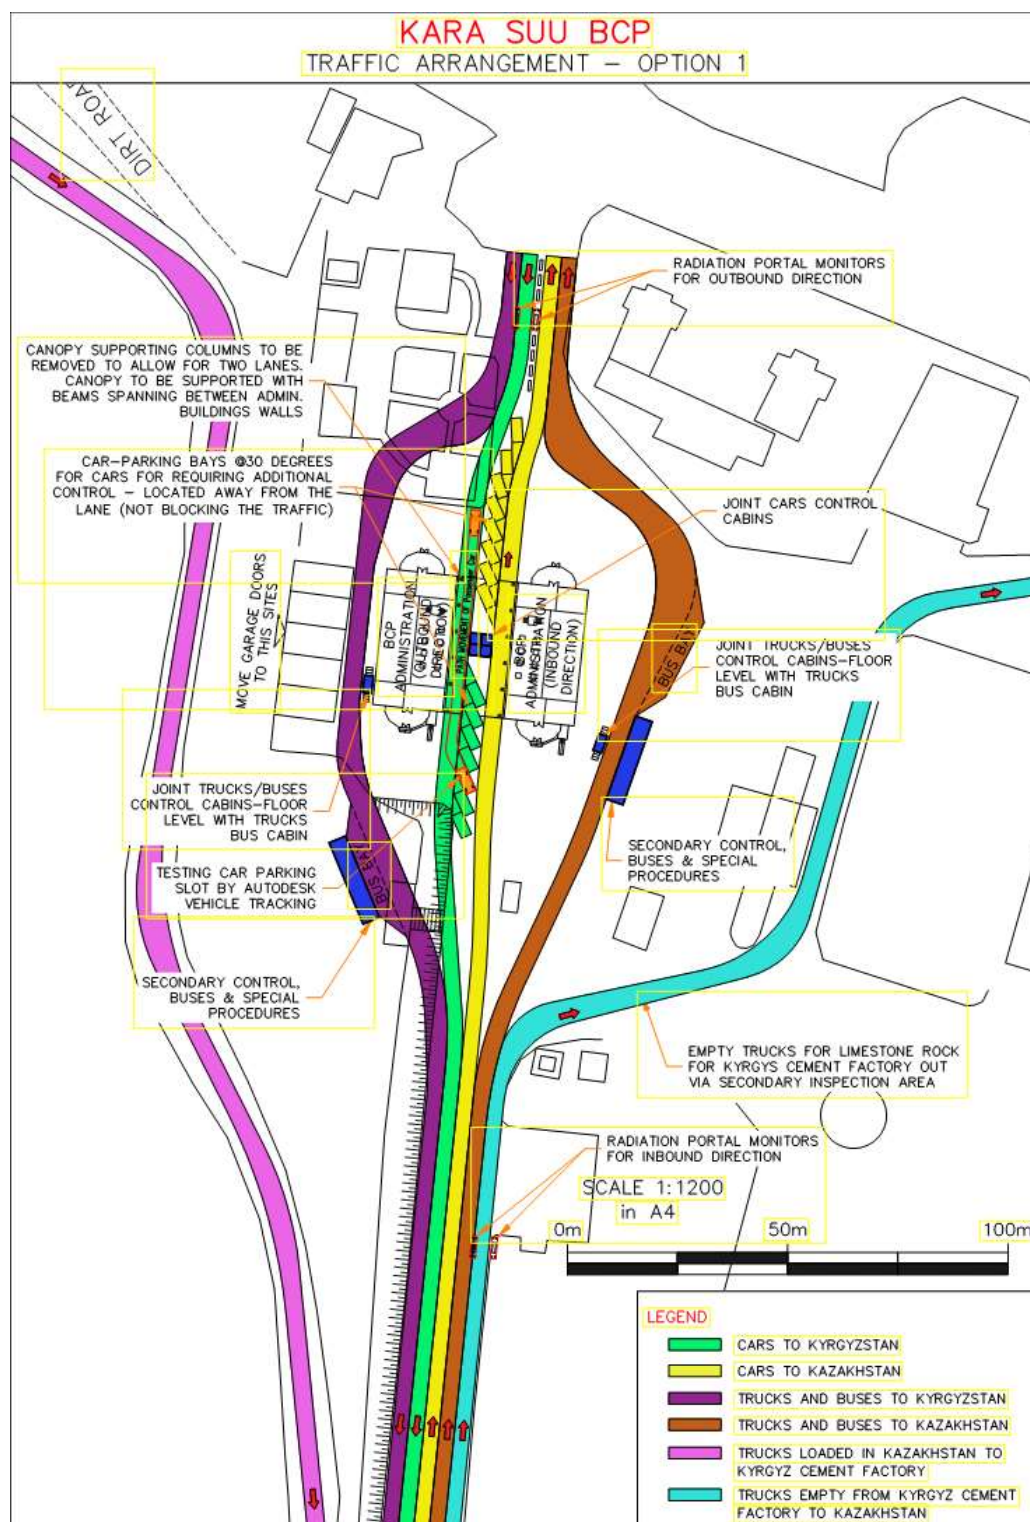 KARA SUU BCP
TRAFFIC ARRANGEMENT – OPTION 1
DIRT ROAD
RADIATION PORTAL MONITORS
FOR OUTBOUND DIRECTION
CANOPY SUPPORTING COLUMNS TO BE
REMOVED TO ALLOW FOR TWO LANES.
CANOPY TO BE SUPPORTED WITH
BEAMS SPANNING BETWEEN ADMIN.
BUILDINGS WALLS
CAR-PARKING BAYS @30 DEGREES
FOR CARS FOR REQUIRING ADDITIONAL
CONTROL – LOCATED AWAY FROM THE
LANE (NOT BLOCKING THE TRAFFIC)
JOINT CARS CONTROL
CABINS
MOVE GARAGE DOORS
TO THIS SITES
BCP
ADMINISTRATION
(OUTBOUND
DIRECTION)
BCP
ADMINISTRATION
(INBOUND
DIRECTION)
BUS BAY
JOINT TRUCKS/BUSES
CONTROL CABINS-FLOOR
LEVEL WITH TRUCKS
BUS CABIN
JOINT TRUCKS/BUSES
CONTROL CABINS-FLOOR
LEVEL WITH TRUCKS
BUS CABIN
SECONDARY CONTROL,
BUSES & SPECIAL
PROCEDURES
TESTING CAR PARKING
SLOT BY AUTODESK
VEHICLE TRACKING
BUS BAY
SECONDARY CONTROL,
BUSES & SPECIAL
PROCEDURES
EMPTY TRUCKS FOR LIMESTONE ROCK
FOR KYRGYS CEMENT FACTORY OUT
VIA SECONDARY INSPECTION AREA
RADIATION PORTAL MONITORS
FOR INBOUND DIRECTION
SCALE 1:1200
in A4
0m 50m 100m
LEGEND
CARS TO KYRGYZSTAN
CARS TO KAZAKHSTAN
TRUCKS AND BUSES TO KYRGYZSTAN
TRUCKS AND BUSES TO KAZAKHSTAN
TRUCKS LOADED IN KAZAKHSTAN TO
KYRGYZ CEMENT FACTORY
TRUCKS EMPTY FROM KYRGYZ CEMENT
FACTORY TO KAZAKHSTAN